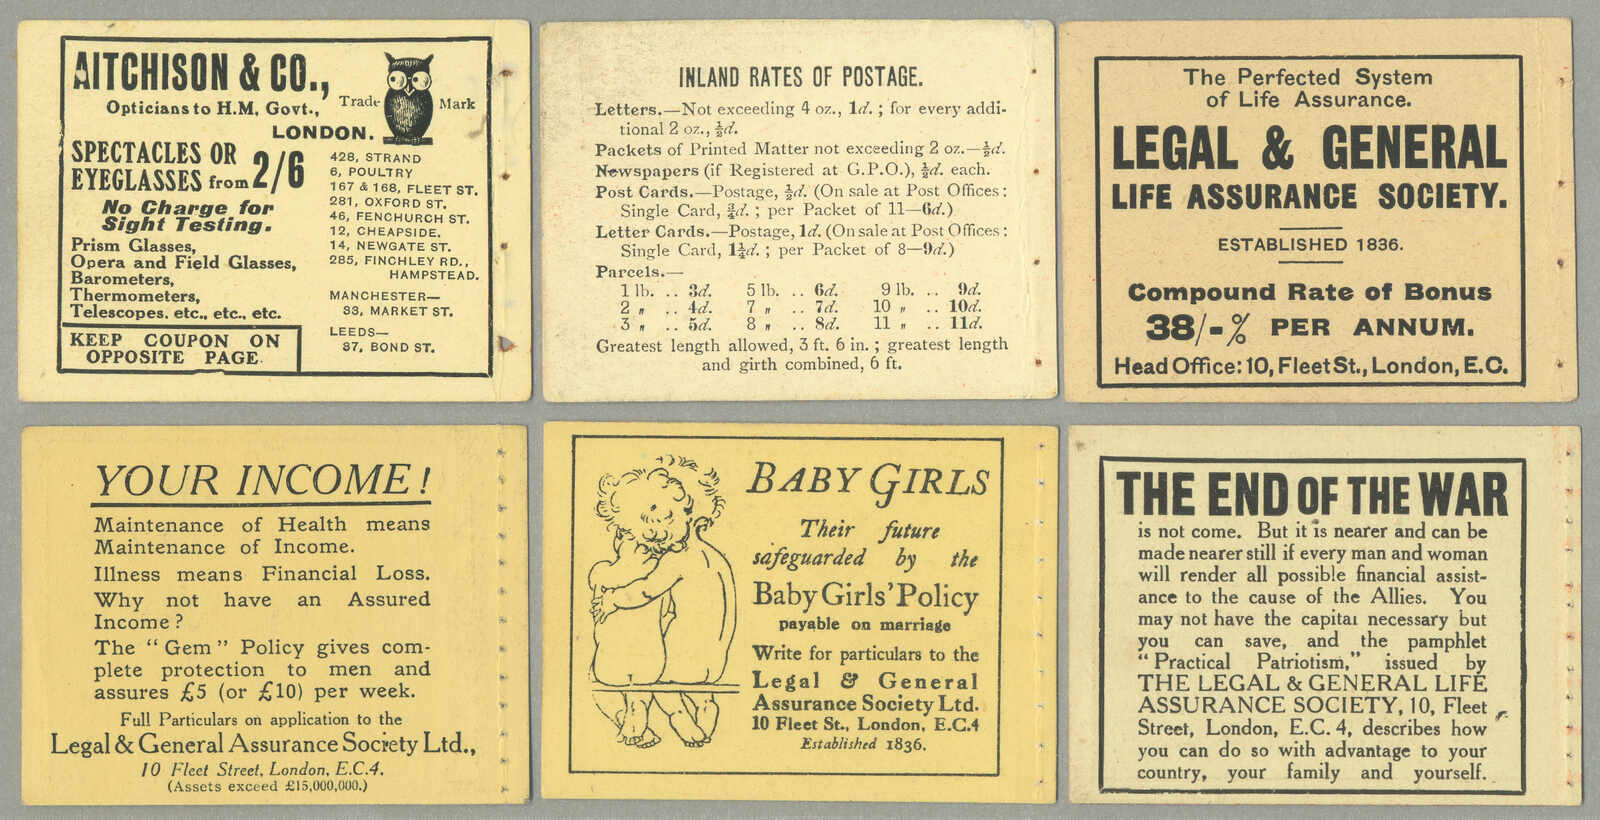 AITCHISON & CO.,
Opticians to H.M. Govt.,
LONDON.
Trade Mark
SPECTACLES OR
EYEGLASSES from 2/6
No Charge for
Sight Testing.
Prism Glasses,
Opera and Field Glasses,
Barometers,
Thermometers,
Telescopes, etc., etc., etc.
KEEP COUPON ON
OPPOSITE PAGE.
428, STRAND
6, POULTRY
167 & 168, FLEET ST.
281, OXFORD ST.
46, FENCHURCH ST.
12, CHEAPSIDE.
14, NEWGATE ST.
285, FINCHLEY RD.,
HAMPSTEAD.
MANCHESTER—
33, MARKET ST.
LEEDS—
37, BOND ST.
INLAND RATES OF POSTAGE.
Letters.—Not exceeding 4 oz., 1d.; for every addi-
tional 2 oz., ½d.
Packets of Printed Matter not exceeding 2 oz.—½d.
Newspapers (if Registered at G.P.O.), ½d. each.
Post Cards.—Postage, ½d. (On sale at Post Offices:
Single Card, ¾d.; per Packet of 11—6d.)
Letter Cards.—Postage, 1d. (On sale at Post Offices:
Single Card, 1¼d.; per Packet of 8—9d.)
Parcels.—
1 lb. .. 3d. 5 lb. .. 6d. 9 lb. .. 9d.
2 " .. 4d. 7 " .. 7d. 10 " .. 10d.
3 " .. 5d. 8 " .. 8d. 11 " .. 11d.
Greatest length allowed, 3 ft. 6 in.; greatest length
and girth combined, 6 ft.
The Perfected System
of Life Assurance.
LEGAL & GENERAL
LIFE ASSURANCE SOCIETY.
ESTABLISHED 1836.
Compound Rate of Bonus
38/-% PER ANNUM.
Head Office: 10, Fleet St., London, E.C.
YOUR INCOME!
Maintenance of Health means
Maintenance of Income.
Illness means Financial Loss.
Why not have an Assured
Income?
The "Gem" Policy gives com-
plete protection to men and
assures £5 (or £10) per week.
Full Particulars on application to the
Legal & General Assurance Society Ltd.,
10 Fleet Street, London, E.C.4.
(Assets exceed £15,000,000.)
BABY GIRLS
Their future
safeguarded by the
Baby Girls' Policy
payable on marriage
Write for particulars to the
Legal & General
Assurance Society Ltd.
10 Fleet St., London, E.C.4
Established 1836.
THE END OF THE WAR
is not come. But it is nearer and can be
made nearer still if every man and woman
will render all possible financial assist-
ance to the cause of the Allies. You
may not have the capital necessary but
you can save, and the pamphlet
"Practical Patriotism," issued by
THE LEGAL & GENERAL LIFE
ASSURANCE SOCIETY, 10, Fleet
Street, London, E.C. 4, describes how
you can do so with advantage to your
country, your family and yourself.